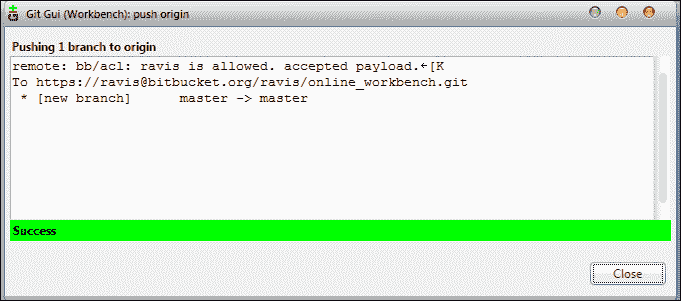 Git Gui (Workbench): push origin
Pushing 1 branch to origin
remote: bb/acl: ravis is allowed. accepted payload.←[K
To https://ravis@bitbucket.org/ravis/online_workbench.git
* [new branch]      master -> master
Success
Close